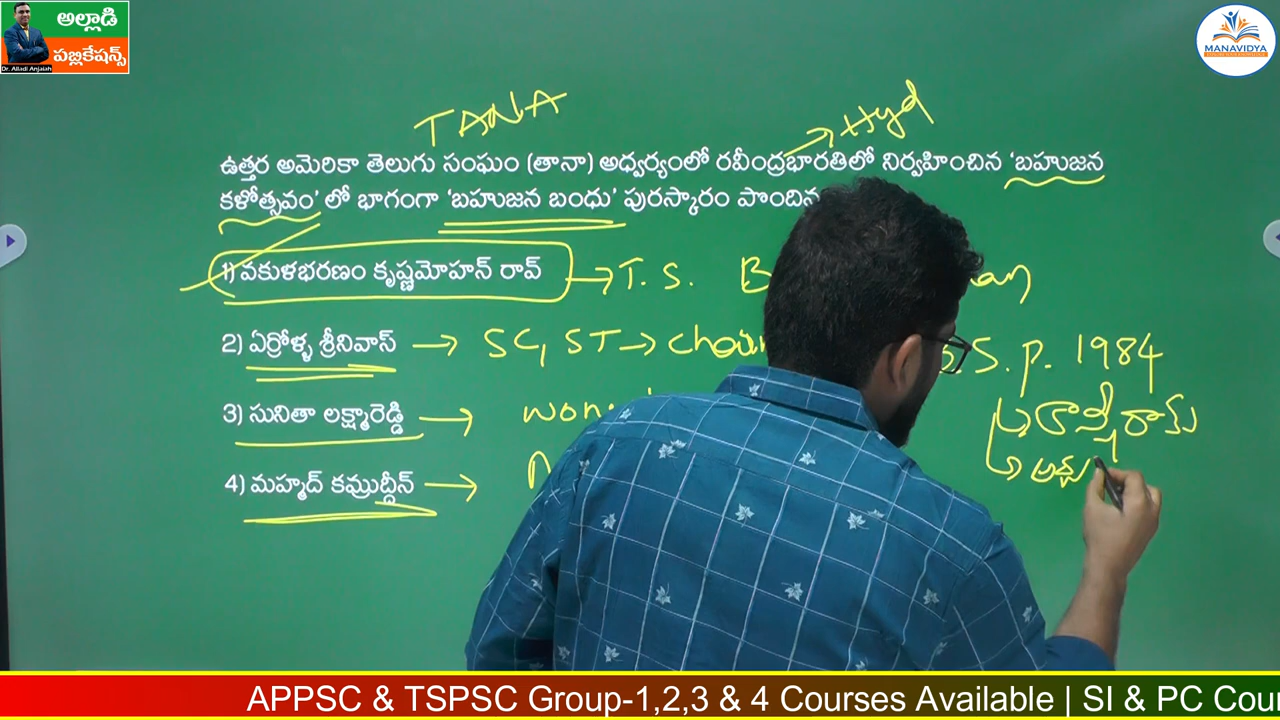 అల్లాడి
పబ్లికేషన్స్
Dr. Alladi Anjaiah
MANAVIDYA
TANA
Hyd
ఉత్తర అమెరికా తెలుగు సంఘం (తానా) అధ్వర్యంలో రవీంద్రభారతిలో నిర్వహించిన 'బహుజన
కళోత్సవం' లో భాగంగా 'బహుజన బంధు' పురస్కారం పొందిన
1) వకుళభరణం కృష్ణమోహన్ రావ్ → T. S. B
2) ఏర్రోళ్ళ శ్రీనివాస్ → SC, ST → chair S.P. 1984
3) సునితా లక్ష్మారెడ్డి →
4) మహ్మద్ కమ్రుద్దీన్ →
APPSC & TSPSC Group-1,2,3 & 4 Courses Available | SI & PC Cour